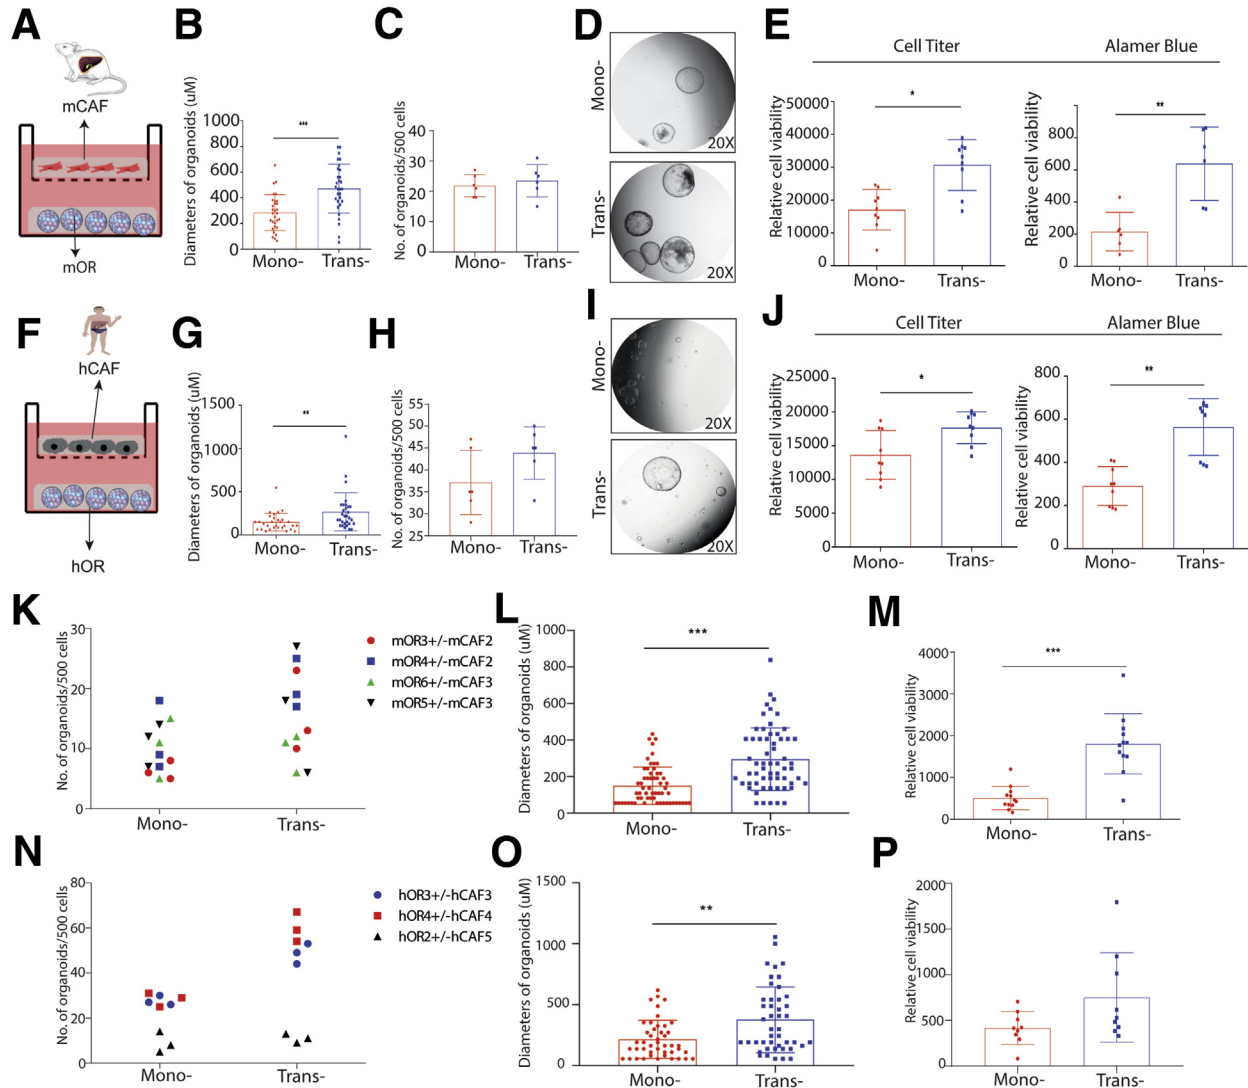 A
mCAF
mOR
B
Diameters of organoids (uM)
1000
800
600
400
200
0
***
Mono-
Trans-
C
No. of organoids/500 cells
40
30
20
10
0
Mono-
Trans-
D
Mono-
20X
Trans-
20X
E
Cell Titer
Alamer Blue
Relative cell viability
50000
40000
30000
20000
10000
0
*
Mono-
Trans-
Relative cell viability
800
600
400
200
0
**
Mono-
Trans-
F
hCAF
hOR
G
Diameters of organoids (uM)
1500
1000
500
0
**
Mono-
Trans-
H
No. of organoids/500 cells
55
50
45
40
35
30
25
Mono-
Trans-
I
Mono-
20X
Trans-
20X
J
Cell Titer
Alamer Blue
Relative cell viability
25000
20000
15000
10000
5000
0
*
Mono-
Trans-
Relative cell viability
800
600
400
200
0
**
Mono-
Trans-
K
No. of organoids/500 cells
30
20
10
0
Mono-
Trans-
mOR3+/-mCAF2
mOR4+/-mCAF2
mOR6+/-mCAF3
mOR5+/-mCAF3
L
Diameters of organoids (uM)
1000
800
600
400
200
0
***
Mono-
Trans-
M
Relative cell viability
4000
3000
2000
1000
0
***
Mono-
Trans-
N
No. of organoids/500 cells
80
60
40
20
0
Mono-
Trans-
hOR3+/-hCAF3
hOR4+/-hCAF4
hOR2+/-hCAF5
O
Diameters of organoids (uM)
1500
1000
500
0
**
Mono-
Trans-
P
Relative cell viability
2000
1500
1000
500
0
Mono-
Trans-